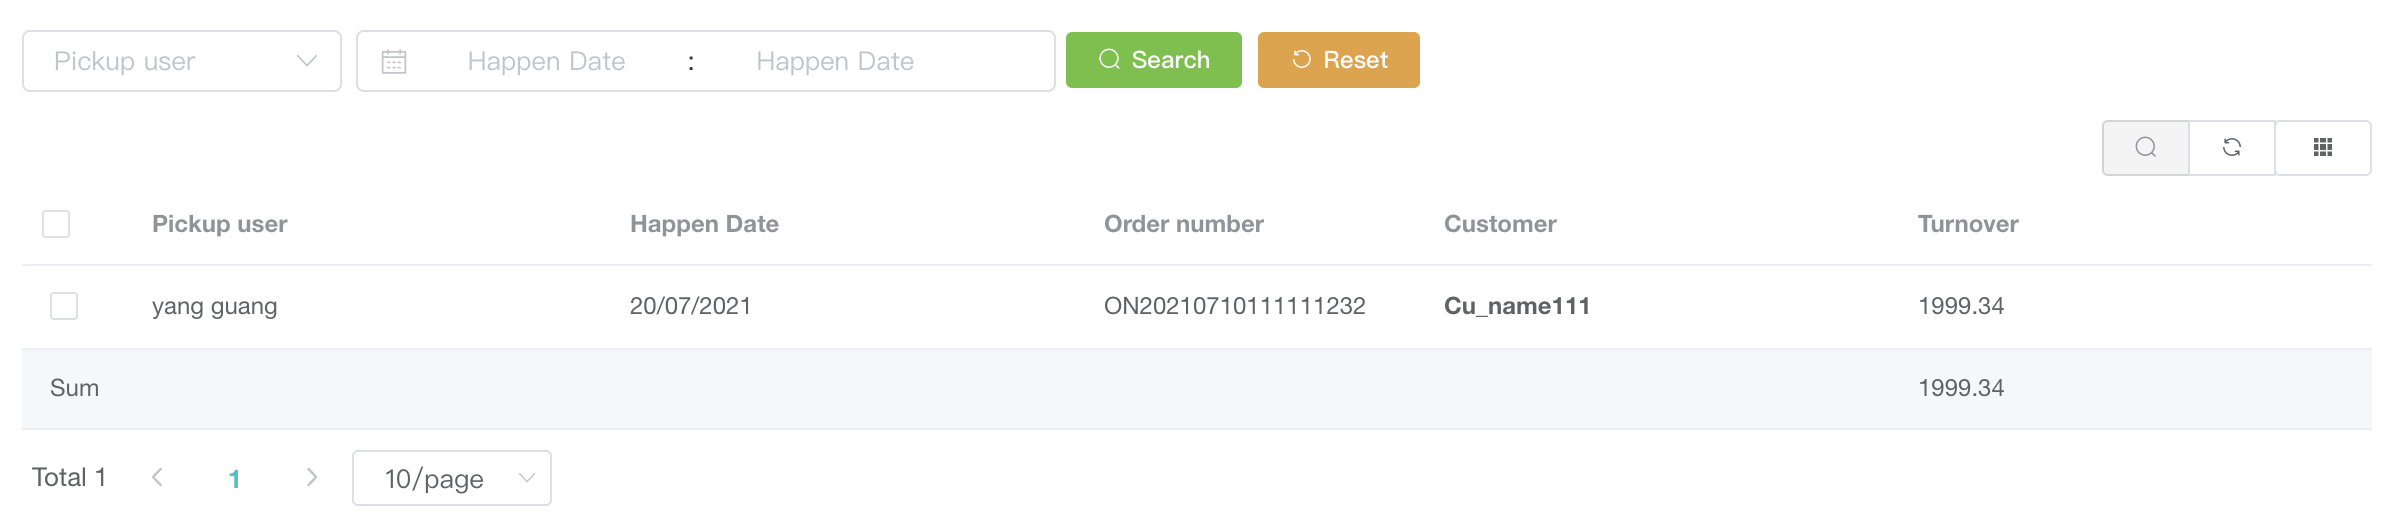 Pickup user Happen Date : Happen Date Search Reset
Pickup user Happen Date Order number Customer Turnover
yang guang 20/07/2021 ON20210710111111232 Cu_name111 1999.34
Sum 1999.34
Total 1 1 10/page